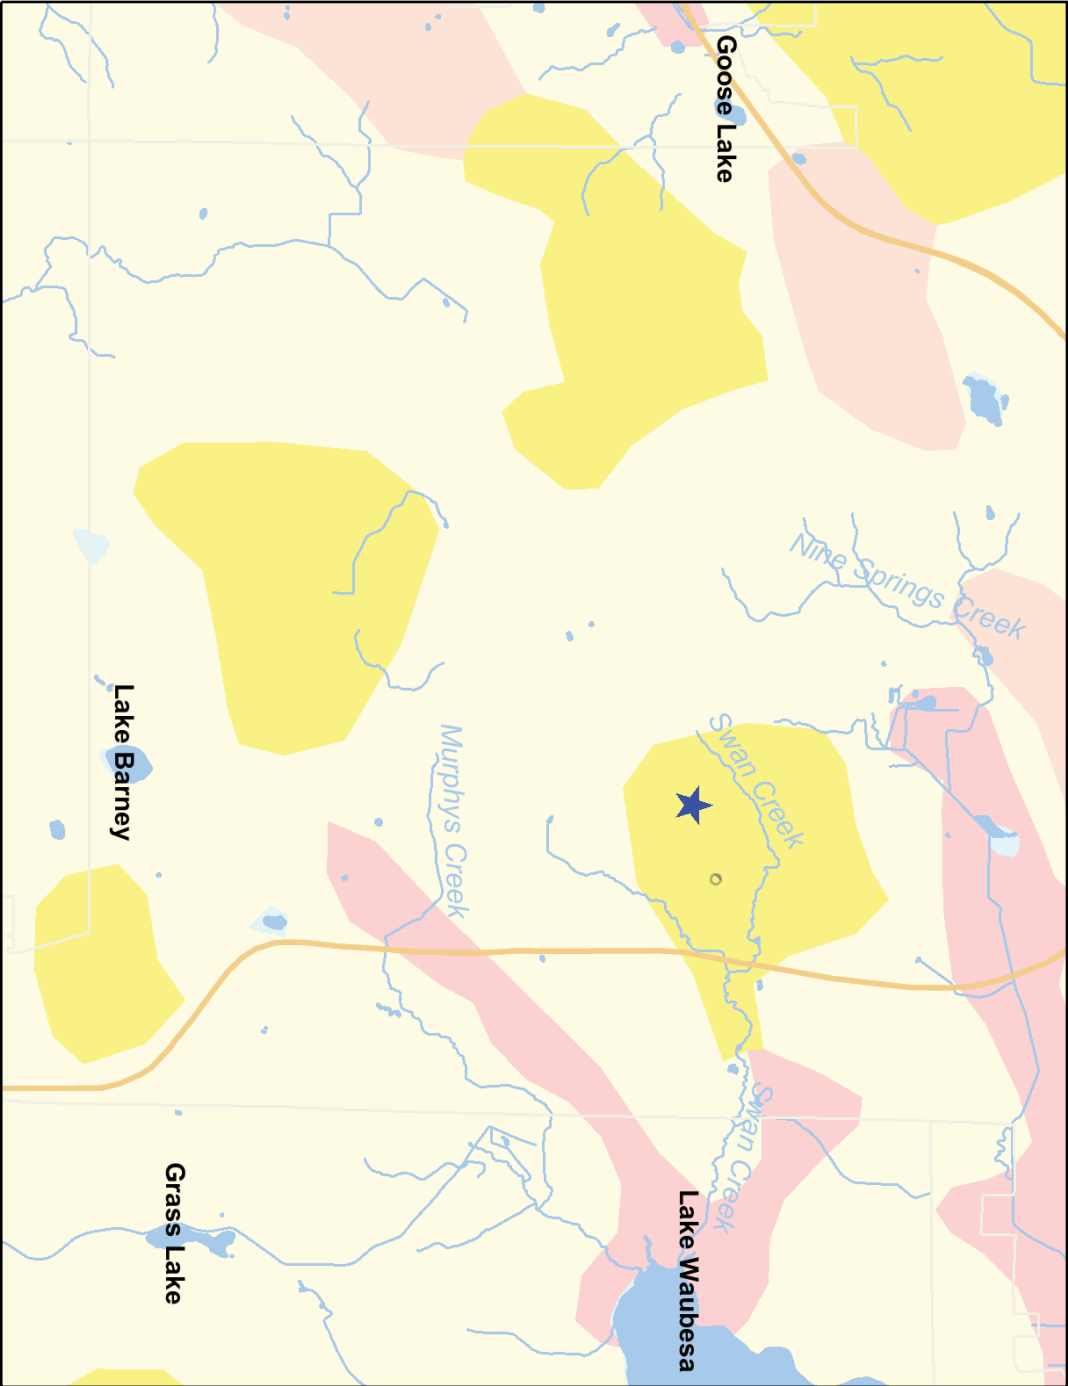 Goose Lake
Nine Springs Creek
Swan Creek
Lake Barney
Murphys Creek
Swan Creek
Grass Lake
Lake Waubesa